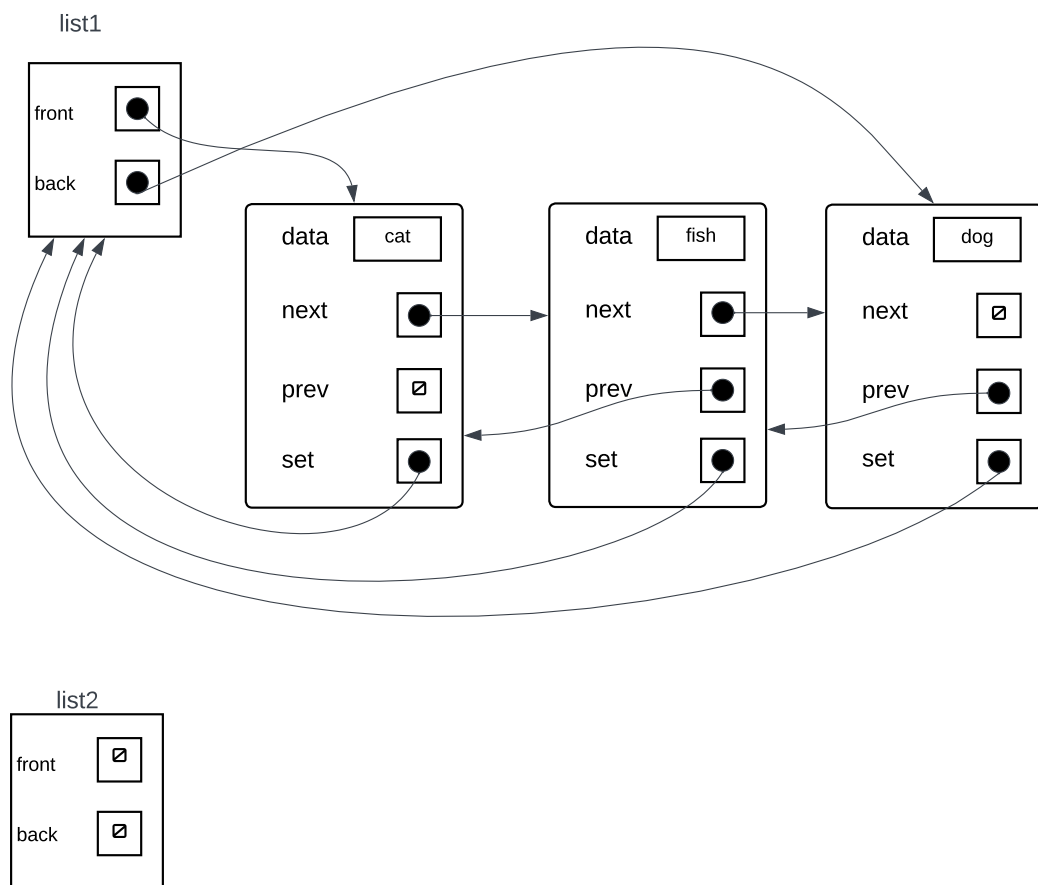 list1
front
back
data cat
next
prev
set
data fish
next
prev
set
data dog
next
prev
set
list2
front
back